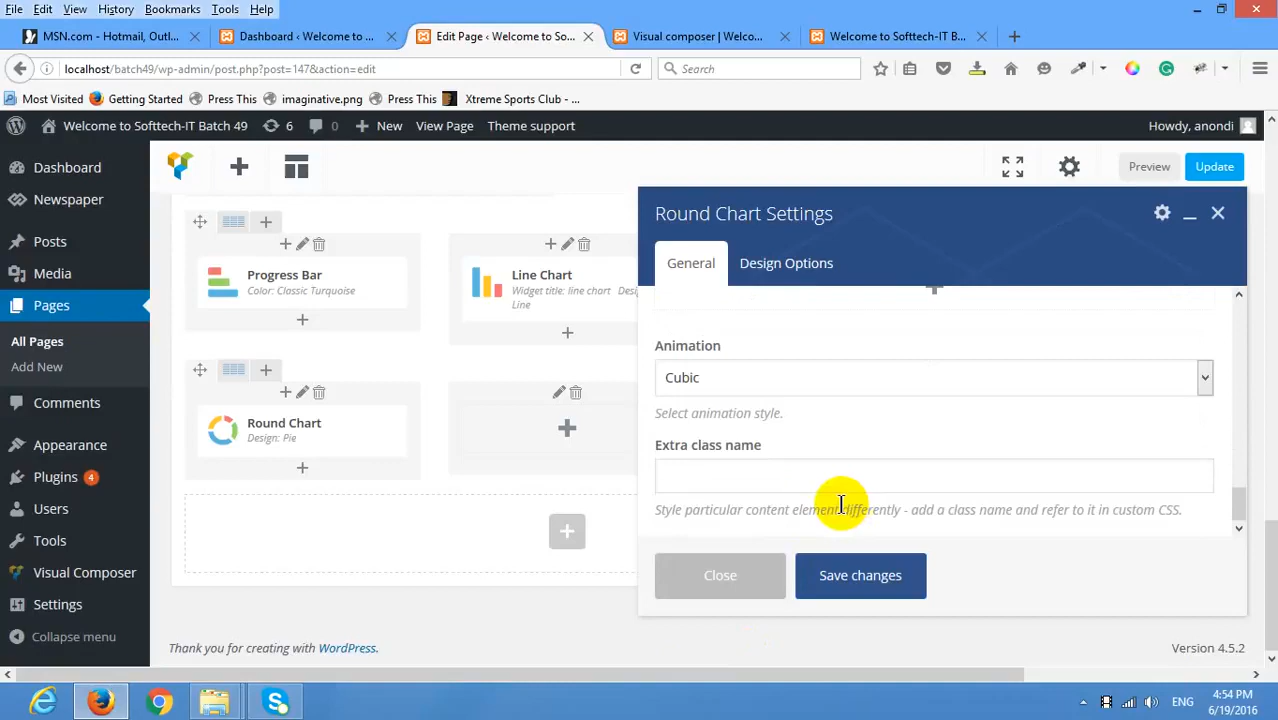 File Edit View History Bookmarks Tools Help
MSN.com - Hotmail, Outl...
Dashboard ‹ Welcome to ...
Edit Page ‹ Welcome to So...
Visual composer | Welco...
Welcome to Softtech-IT B...
localhost/batch49/wp-admin/post.php?post=147&action=edit
Search
Most Visited Getting Started Press This imaginative.png Press This Xtreme Sports Club - ...
Welcome to Softtech-IT Batch 49 6 0 New View Page Theme support Howdy, anondi
Dashboard
Newspaper
Posts
Media
Pages
All Pages
Add New
Comments
Appearance
Plugins 4
Users
Tools
Visual Composer
Settings
Collapse menu
Preview Update
Progress Bar
Color: Classic Turquoise
Line Chart
Widget title: line chart Desi
Line
Round Chart
Design: Pie
Round Chart Settings
General Design Options
Animation
Cubic
Select animation style.
Extra class name
Style particular content element differently - add a class name and refer to it in custom CSS.
Close Save changes
Thank you for creating with WordPress. Version 4.5.2
ENG
4:54 PM
6/19/2016